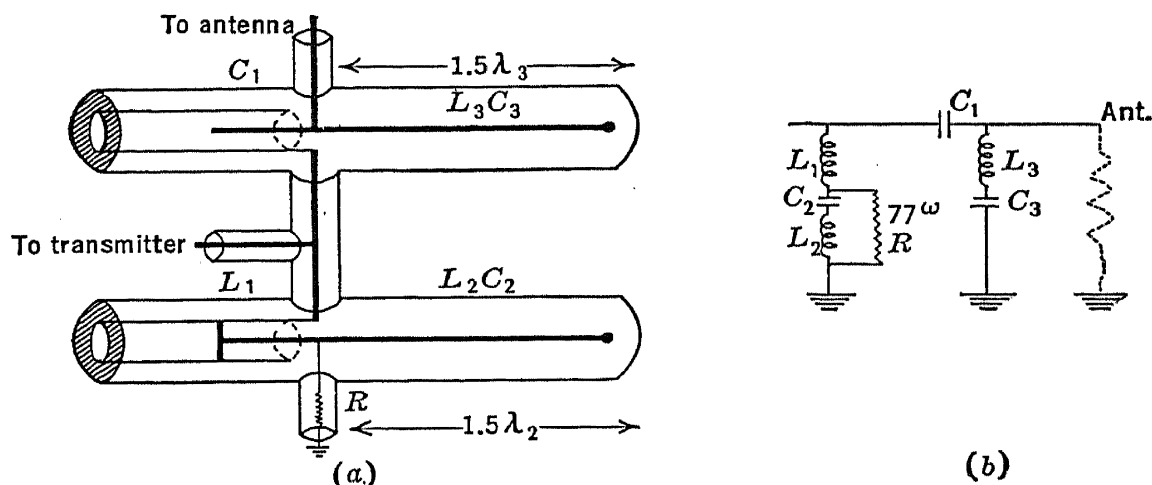 To antenna
C₁
1.5λ₃
L₃C₃
To transmitter
L₁
L₂C₂
R
1.5λ₂
(a)
C₁
Ant.
L₁
L₃
C₂
77ω
C₃
R
L₂
(b)